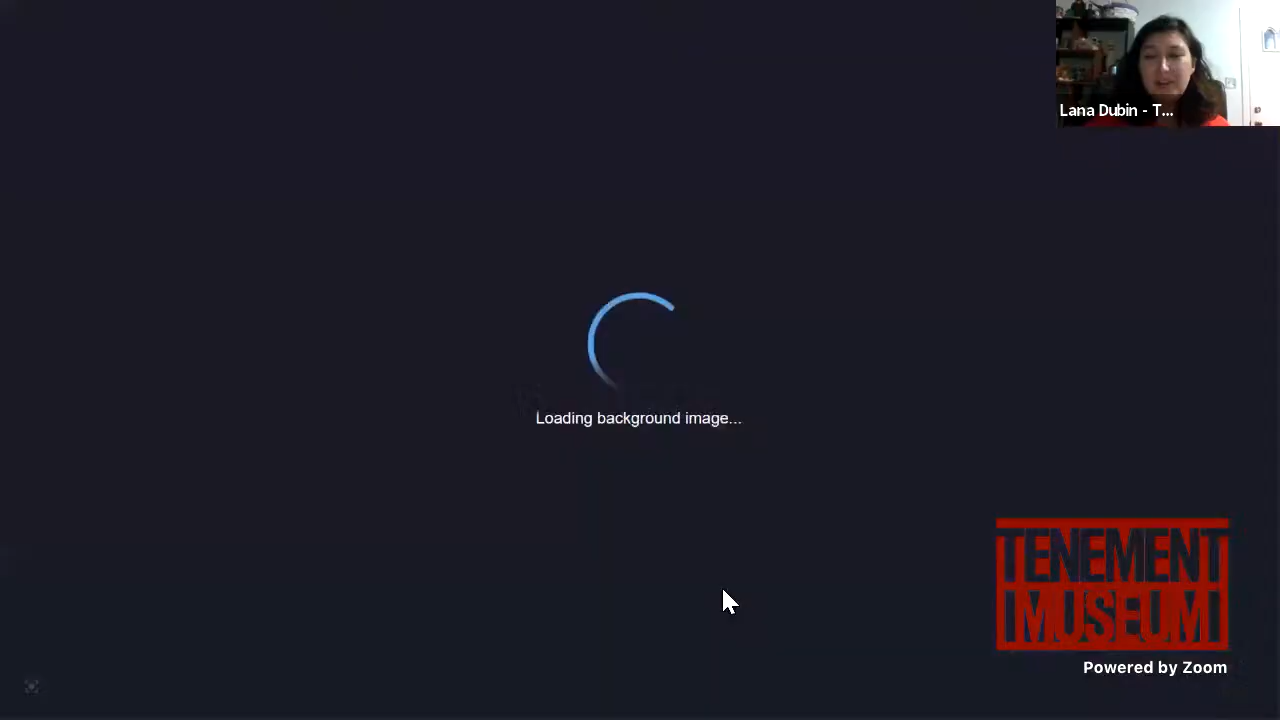 Lana Dubin - T...
Loading background image...
TENEMENT
MUSEUM
Powered by Zoom